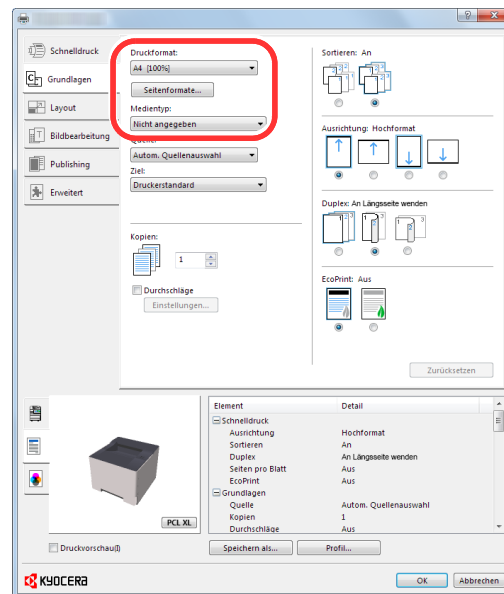 Schnelldruck
Grundlagen
Layout
Bildbearbeitung
Publishing
Erweitert
Druckformat:
A4 [100%]
Seitenformate...
Medientyp:
Nicht angegeben
Quelle:
Autom. Quellenauswahl
Ziel:
Druckerstandard
Kopien:
1
Durchschläge
Einstellungen...
Sortieren: An
Ausrichtung: Hochformat
Duplex: An Längsseite wenden
EcoPrint: Aus
Zurücksetzen
PCL XL
Element Detail
Schnelldruck
Ausrichtung Hochformat
Sortieren An
Duplex An Längsseite wenden
Seiten pro Blatt Aus
EcoPrint Aus
Grundlagen
Quelle Autom. Quellenauswahl
Kopien 1
Durchschläge Aus
Druckvorschau(I)
Speichern als... Profil...
KYOCERA
OK Abbrechen